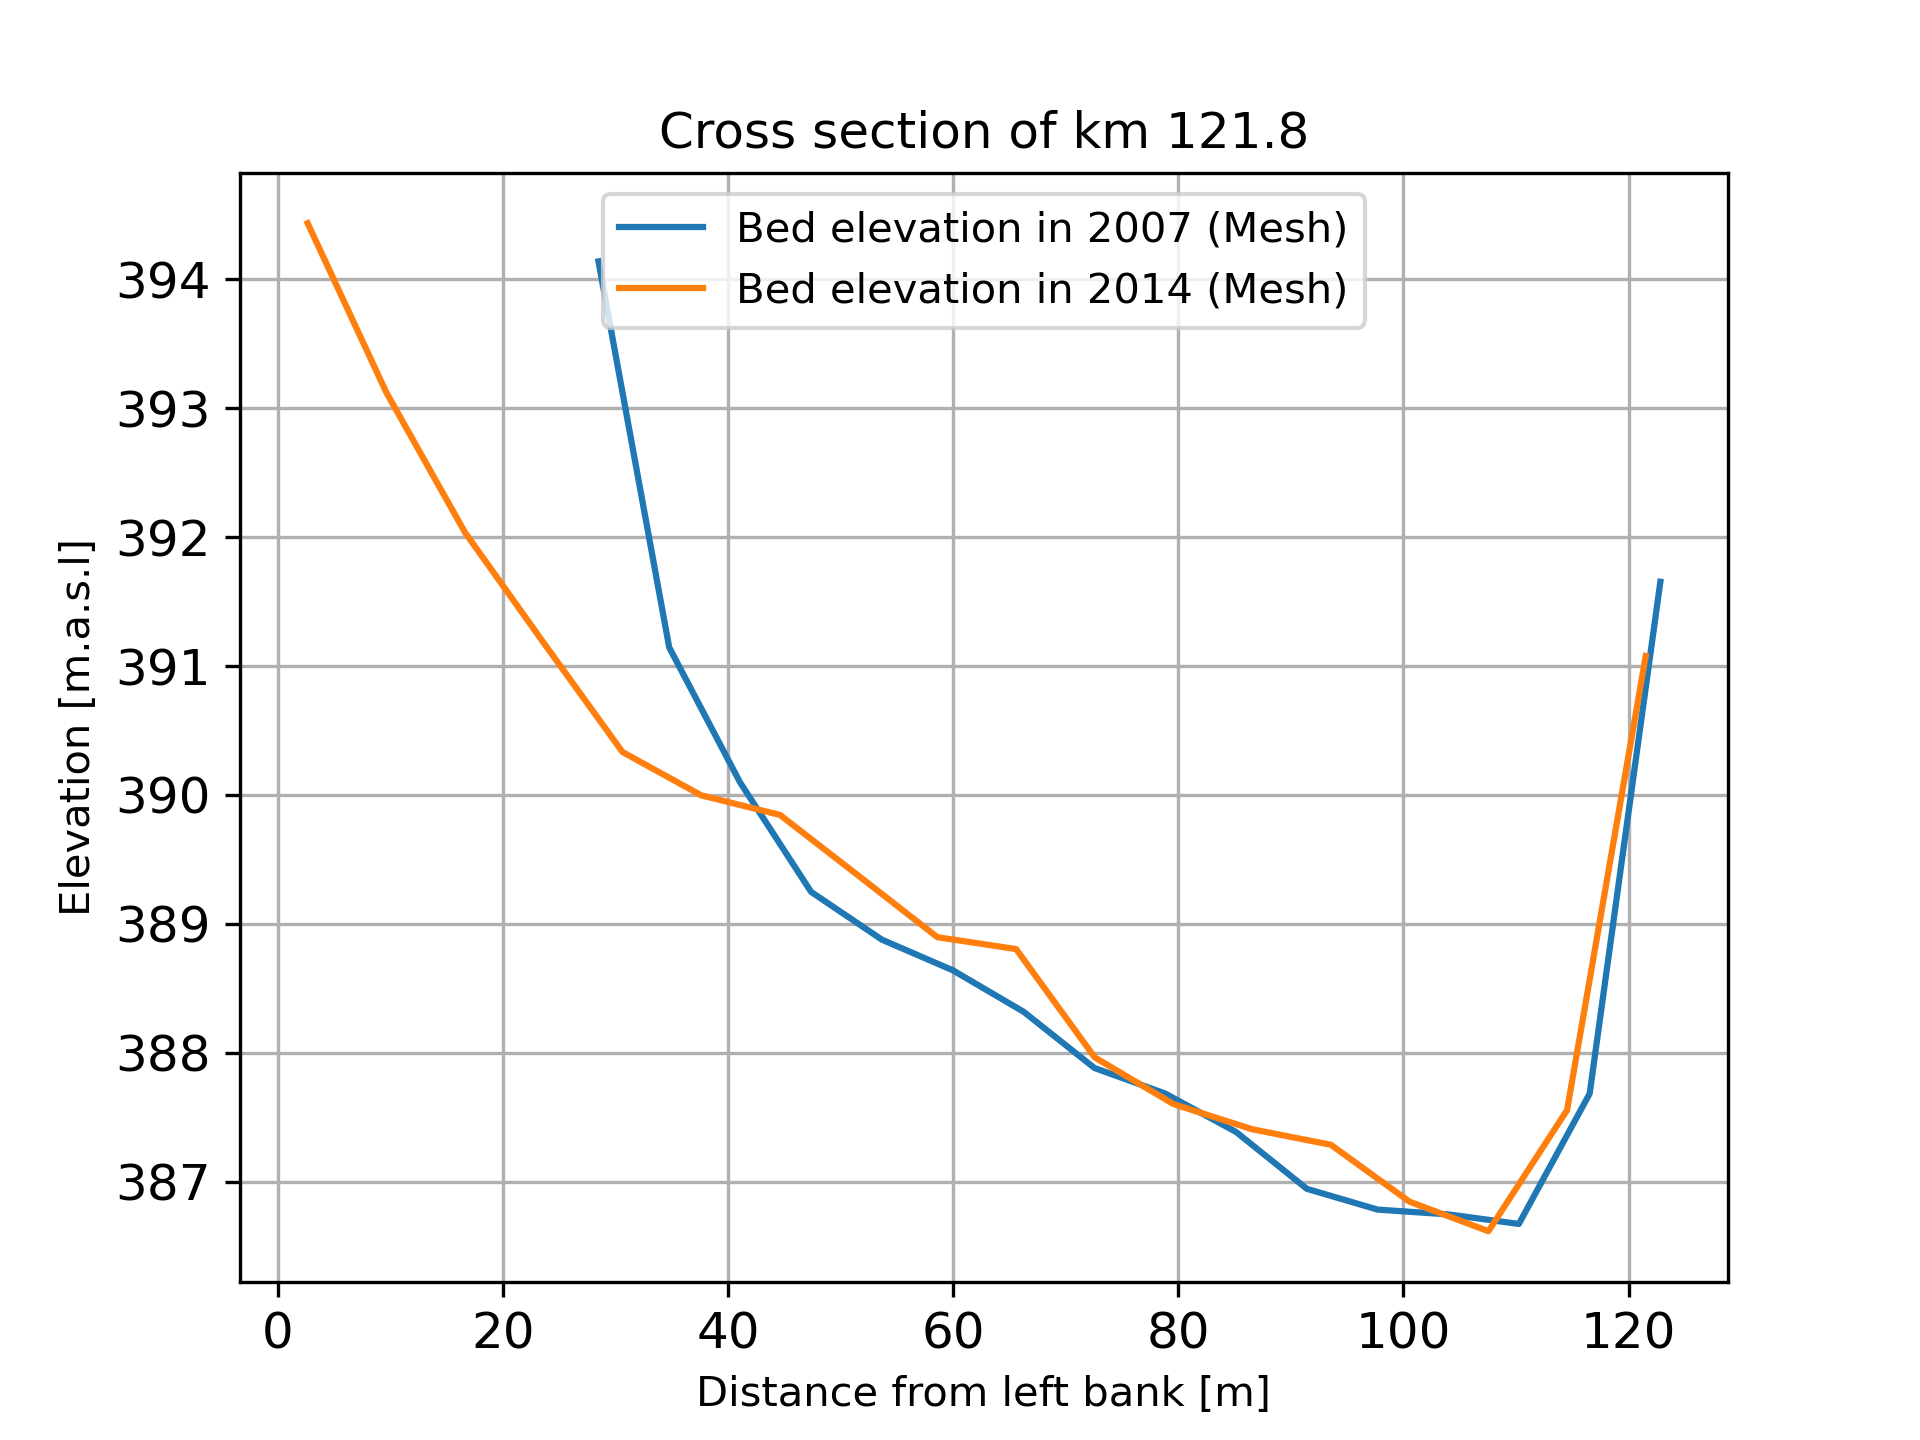 Cross section of km 121.8
Bed elevation in 2007 (Mesh)
Bed elevation in 2014 (Mesh)
394
393
392
391
390
389
388
387
Elevation [m.a.s.l]
0 20 40 60 80 100 120
Distance from left bank [m]